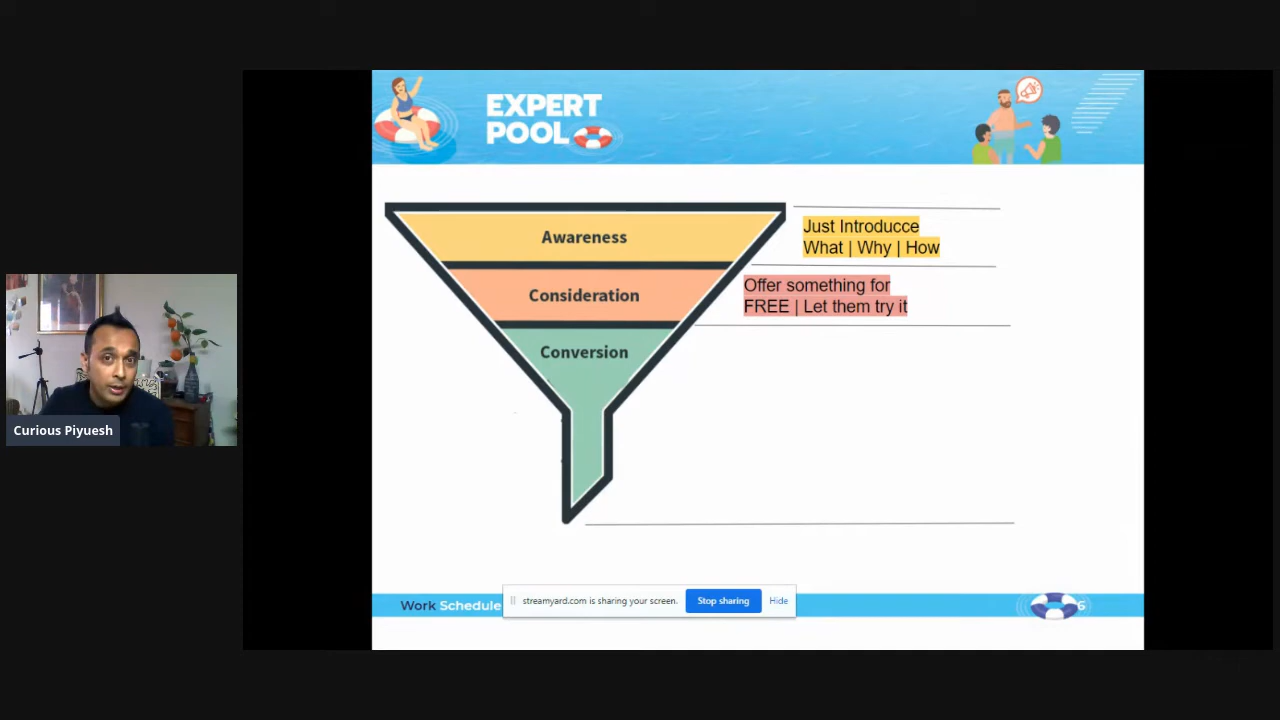 EXPERT
POOL
Awareness
Just Introducce
What | Why | How
Consideration
Offer something for
FREE | Let them try it
Conversion
Curious Piyuesh
Work Schedule
streamyard.com is sharing your screen.
Stop sharing
Hide
6